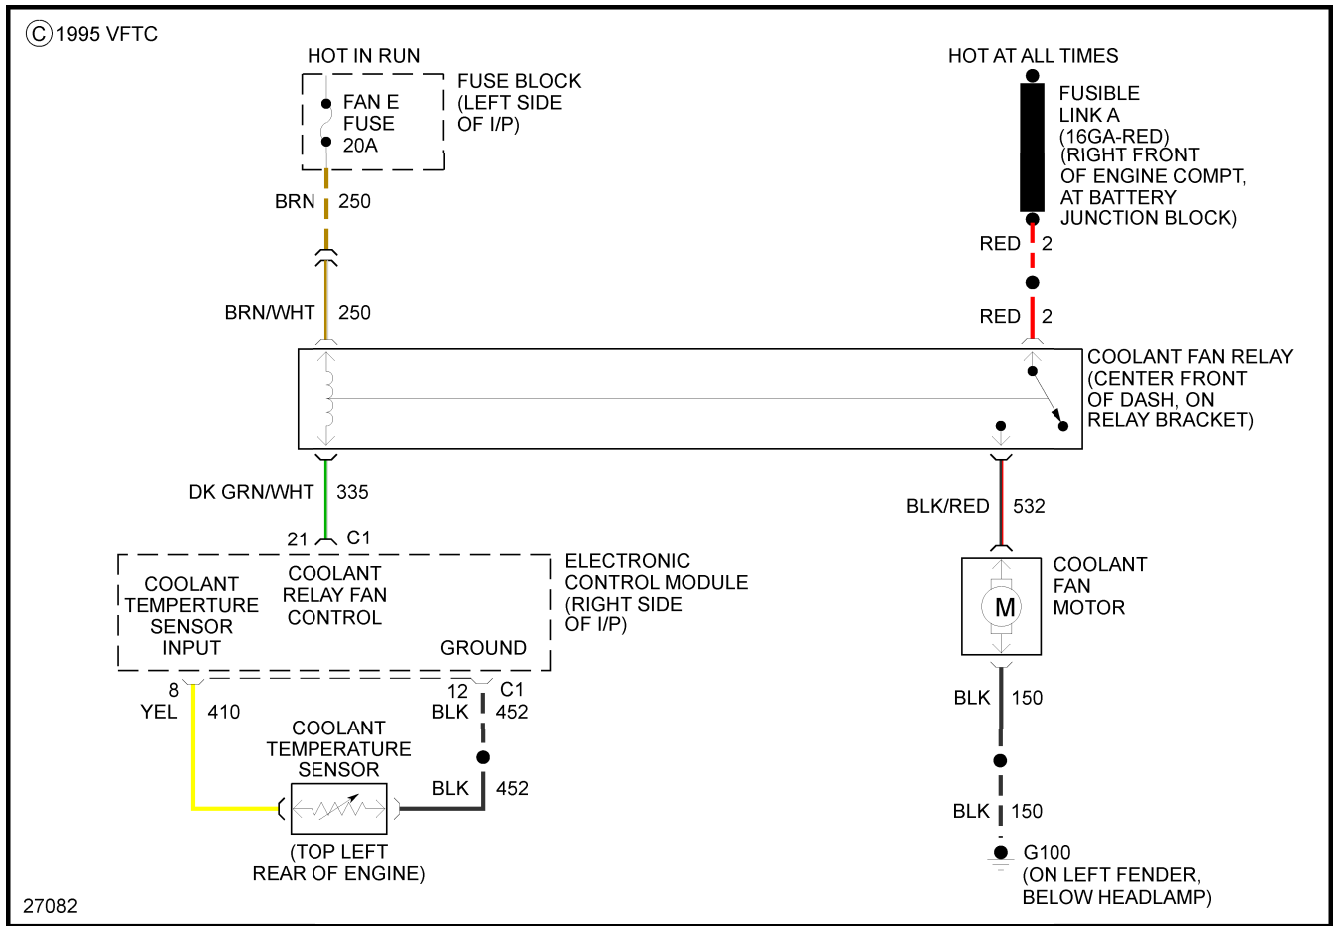 © 1995 VFTC
HOT IN RUN
FAN E
FUSE
20A
FUSE BLOCK
(LEFT SIDE
OF I/P)
BRN 250
BRN/WHT 250
HOT AT ALL TIMES
FUSIBLE
LINK A
(16GA-RED)
(RIGHT FRONT
OF ENGINE COMPT,
AT BATTERY
JUNCTION BLOCK)
RED 2
RED 2
COOLANT FAN RELAY
(CENTER FRONT
OF DASH, ON
RELAY BRACKET)
DK GRN/WHT 335
21 C1
BLK/RED 532
COOLANT
TEMPERTURE
SENSOR
INPUT
COOLANT
RELAY FAN
CONTROL
GROUND
ELECTRONIC
CONTROL MODULE
(RIGHT SIDE
OF I/P)
COOLANT
FAN
MOTOR
M
8
YEL 410
12 C1
BLK 452
COOLANT
TEMPERATURE
SENSOR
BLK 452
(TOP LEFT
REAR OF ENGINE)
BLK 150
BLK 150
G100
(ON LEFT FENDER,
BELOW HEADLAMP)
27082